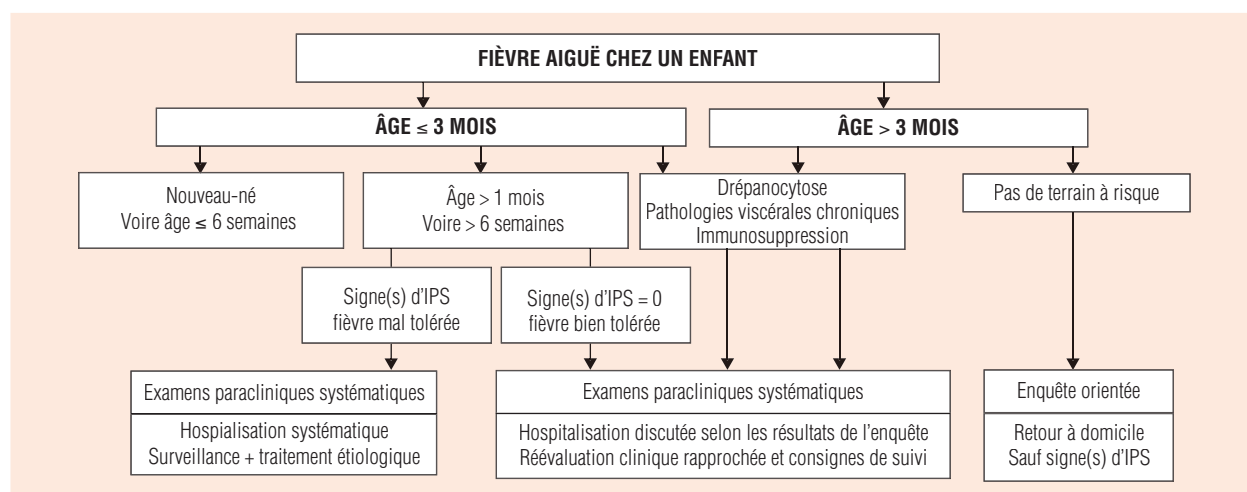 FIÈVRE AIGUË CHEZ UN ENFANT
ÂGE ≤ 3 MOIS
ÂGE > 3 MOIS
Nouveau-né
Voire âge ≤ 6 semaines
Âge > 1 mois
Voire > 6 semaines
Drépanocytose
Pathologies viscérales chroniques
Immunosuppression
Pas de terrain à risque
Signe(s) d'IPS
fièvre mal tolérée
Signe(s) d'IPS = 0
fièvre bien tolérée
Examens paracliniques systématiques
Hospialisation systématique
Surveillance + traitement étiologique
Examens paracliniques systématiques
Hospitalisation discutée selon les résultats de l'enquête
Réévaluation clinique rapprochée et consignes de suivi
Enquête orientée
Retour à domicile
Sauf signe(s) d'IPS